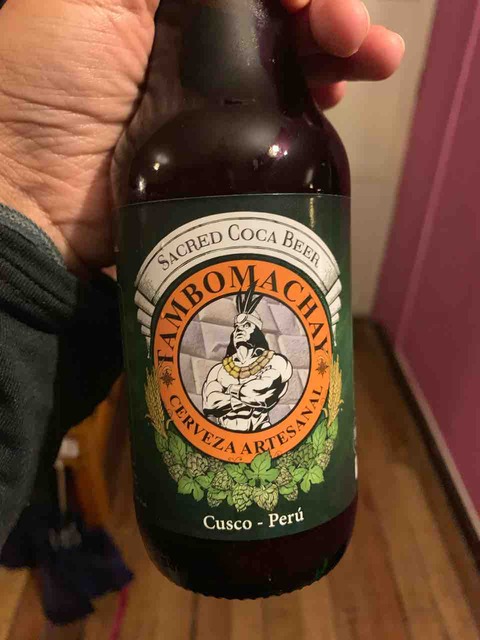 SACRED COCA BEER
TAMBOMACHAY
CERVEZA ARTESANAL
Cusco - Perú